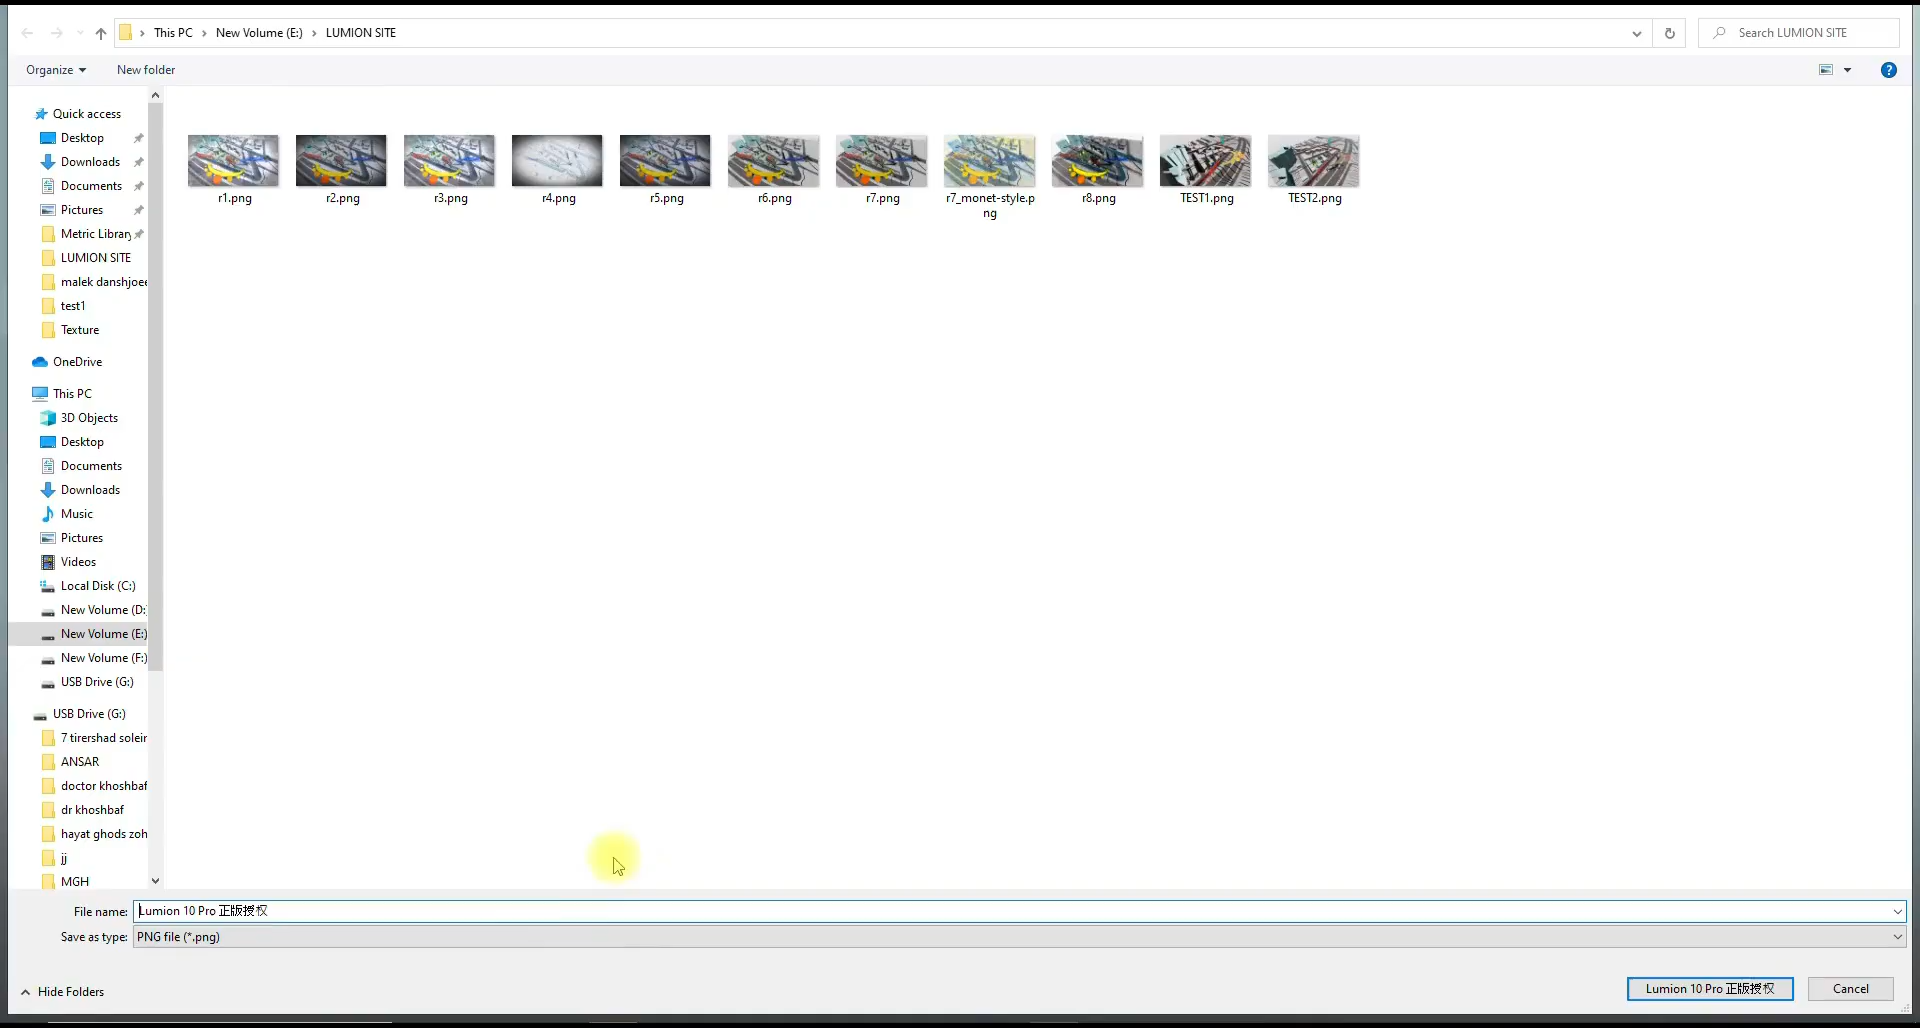 This PC
New Volume (E:)
LUMION SITE
Search LUMION SITE
Organize
New folder
Quick access
Desktop
Downloads
Documents
Pictures
Metric Library
LUMION SITE
malek danshjoee
test1
Texture
OneDrive
This PC
3D Objects
Desktop
Documents
Downloads
Music
Pictures
Videos
Local Disk (C:)
New Volume (D:
New Volume (E:)
New Volume (F:)
USB Drive (G:)
USB Drive (G:)
7 tirershad soleir
ANSAR
doctor khoshbaf
dr khoshbaf
hayat ghods zoh
jj
MGH
r1.png
r2.png
r3.png
r4.png
r5.png
r6.png
r7.png
r7_monet-style.p
ng
r8.png
TEST1.png
TEST2.png
File name: Lumion 10 Pro 正版授权
Save as type: PNG file (*.png)
Hide Folders
Lumion 10 Pro 正版授权
Cancel